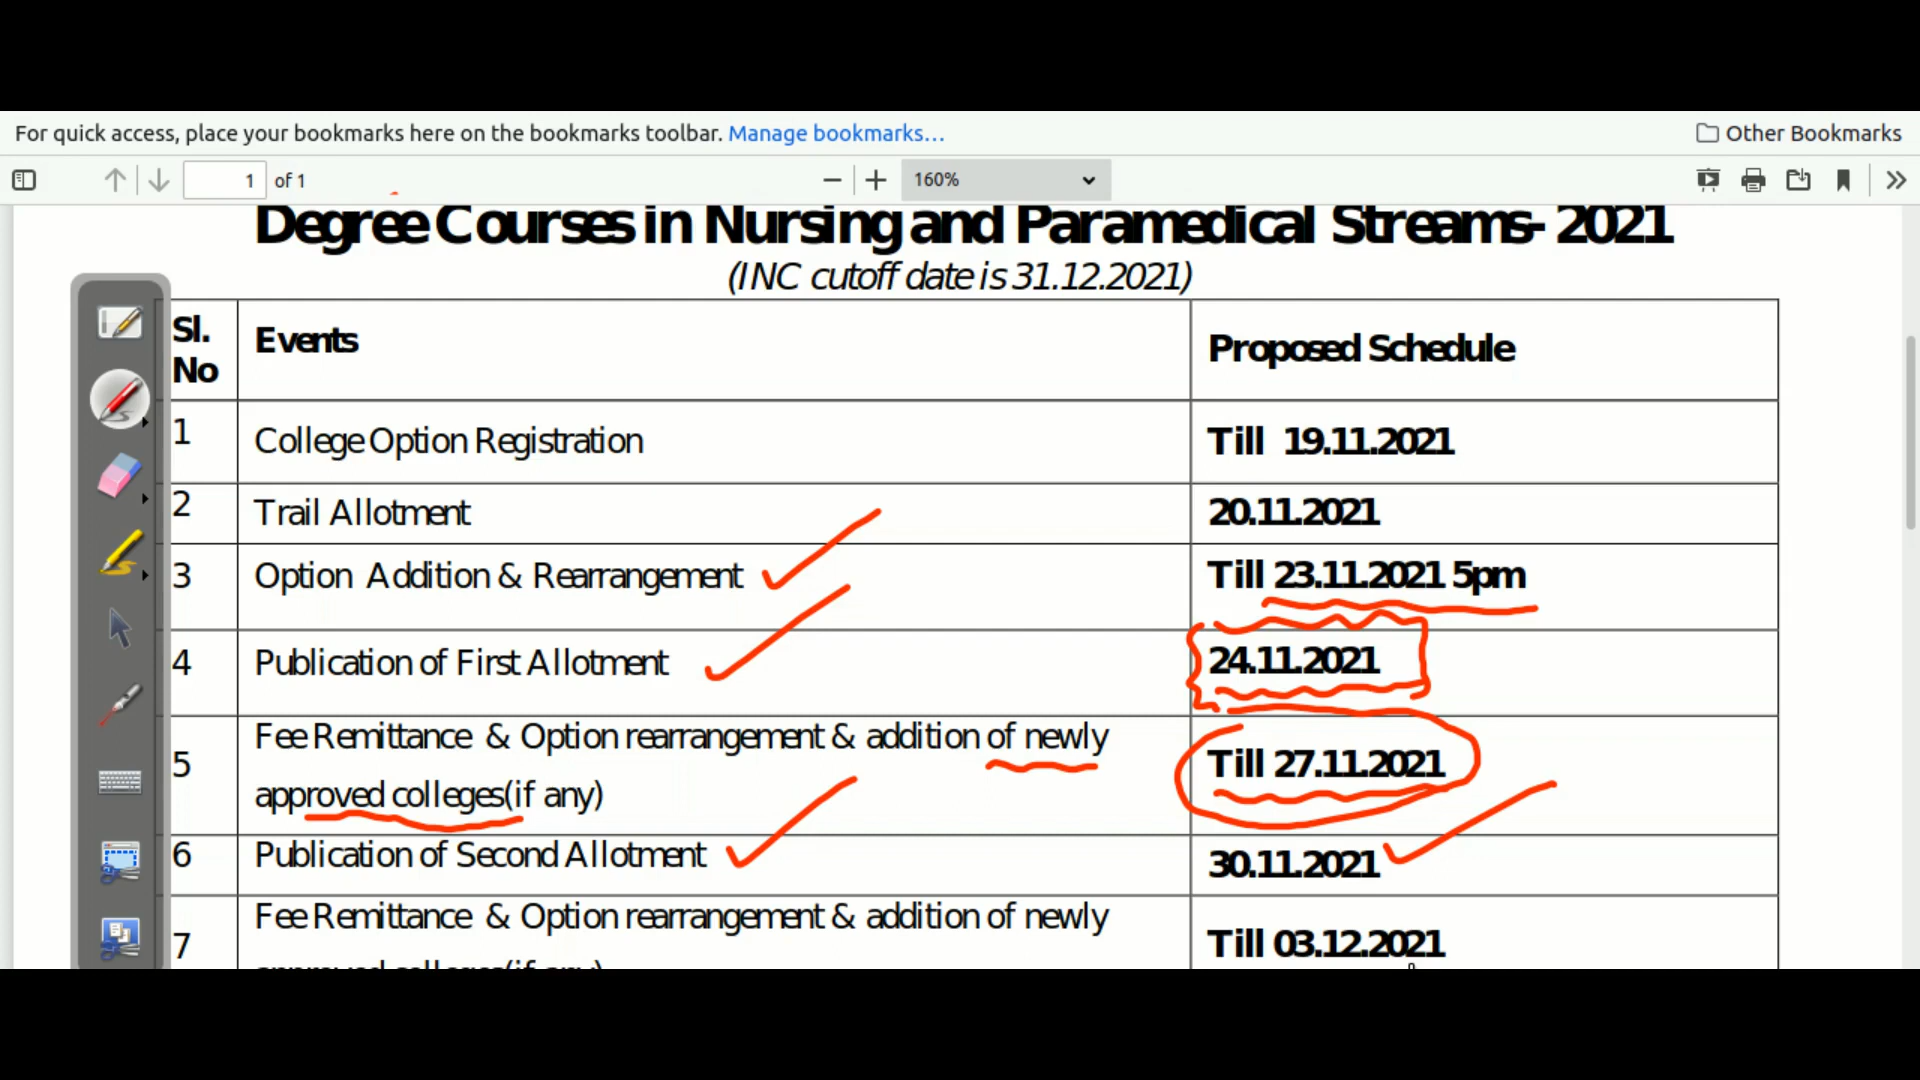 For quick access, place your bookmarks here on the bookmarks toolbar. Manage bookmarks...
Other Bookmarks
1 of 1
160%
Degree Courses in Nursing and Paramedical Streams- 2021
(INC cutoff date is 31.12.2021)
Sl. No Events Proposed Schedule
1 College Option Registration Till 19.11.2021
2 Trail Allotment 20.11.2021
3 Option Addition & Rearrangement Till 23.11.2021 5pm
4 Publication of First Allotment 24.11.2021
5 Fee Remittance & Option rearrangement & addition of newly
approved colleges(if any) Till 27.11.2021
6 Publication of Second Allotment 30.11.2021
7 Fee Remittance & Option rearrangement & addition of newly
approved colleges(if any) Till 03.12.2021